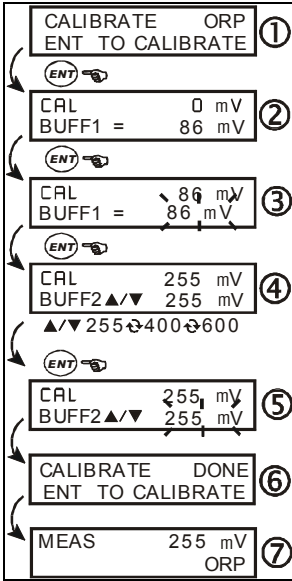 CALIBRATE ORP ①
ENT TO CALIBRATE
ENT
CAL 0 mV ②
BUFF1 = 86 mV
ENT
CAL 86 mV ③
BUFF1 = 86 mV
ENT
CAL 255 mV ④
BUFF2▲/▼ 255 mV
▲/▼ 255 400 600
ENT
CAL 255 mV ⑤
BUFF2▲/▼ 255 mV
CALIBRATE DONE ⑥
ENT TO CALIBRATE
MEAS 255 mV ⑦
ORP